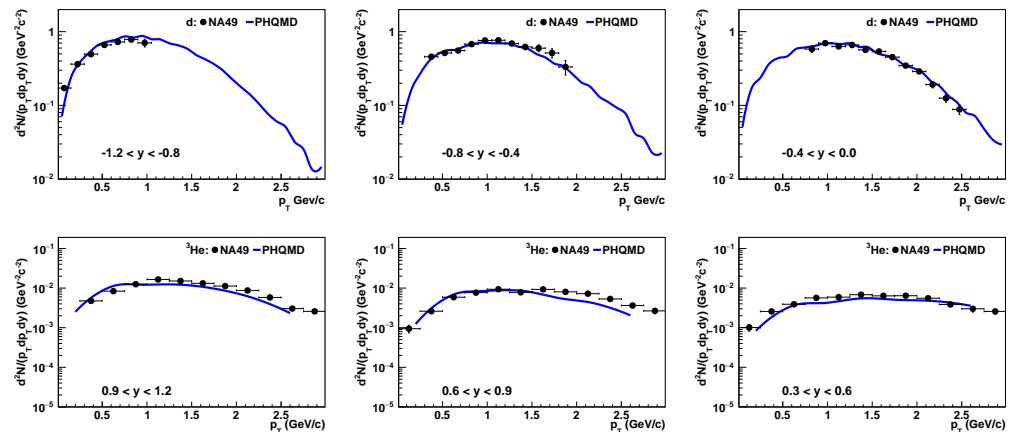 d: NA49 PHQMD
d²N/(p_T dp_T dy) (GeV⁻²c⁻²)
1
10⁻¹
10⁻²
-1.2 < y < -0.8
0.5 1 1.5 2 2.5
p_T Gev/c
d: NA49 PHQMD
d²N/(p_T dp_T dy) (GeV⁻²c⁻²)
1
10⁻¹
10⁻²
-0.8 < y < -0.4
0.5 1 1.5 2 2.5
p_T Gev/c
d: NA49 PHQMD
d²N/(p_T dp_T dy) (GeV⁻²c⁻²)
1
10⁻¹
10⁻²
-0.4 < y < 0.0
0.5 1 1.5 2 2.5
p_T Gev/c
³He: NA49 PHQMD
d²N/(p_T dp_T dy) (GeV⁻²c⁻²)
10⁻¹
10⁻²
10⁻³
10⁻⁴
10⁻⁵
0.9 < y < 1.2
0.5 1 1.5 2 2.5
p_T (GeV/c)
³He: NA49 PHQMD
d²N/(p_T dp_T dy) (GeV⁻²c⁻²)
10⁻¹
10⁻²
10⁻³
10⁻⁴
10⁻⁵
0.6 < y < 0.9
0.5 1 1.5 2 2.5
p_T (GeV/c)
³He: NA49 PHQMD
d²N/(p_T dp_T dy) (GeV⁻²c⁻²)
10⁻¹
10⁻²
10⁻³
10⁻⁴
10⁻⁵
0.3 < y < 0.6
0.5 1 1.5 2 2.5
p_T (GeV/c)